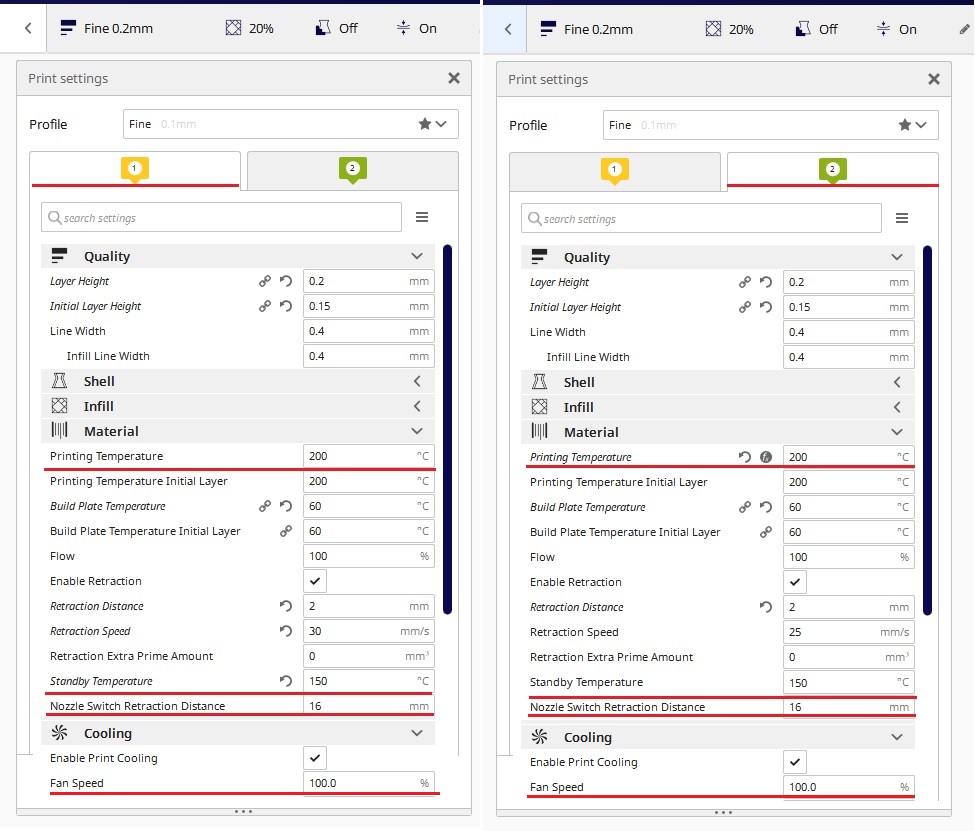 Fine 0.2mm 20% Off On
Print settings
Profile Fine 0.1mm
1 2
search settings
Quality
Layer Height 0.2 mm
Initial Layer Height 0.15 mm
Line Width 0.4 mm
Infill Line Width 0.4 mm
Shell
Infill
Material
Printing Temperature 200 °C
Printing Temperature Initial Layer 200 °C
Build Plate Temperature 60 °C
Build Plate Temperature Initial Layer 60 °C
Flow 100 %
Enable Retraction
Retraction Distance 2 mm
Retraction Speed 30 mm/s
Retraction Extra Prime Amount 0 mm³
Standby Temperature 150 °C
Nozzle Switch Retraction Distance 16 mm
Cooling
Enable Print Cooling
Fan Speed 100.0 %
Fine 0.2mm 20% Off On
Print settings
Profile Fine 0.1mm
1 2
search settings
Quality
Layer Height 0.2 mm
Initial Layer Height 0.15 mm
Line Width 0.4 mm
Infill Line Width 0.4 mm
Shell
Infill
Material
Printing Temperature 200 °C
Printing Temperature Initial Layer 200 °C
Build Plate Temperature 60 °C
Build Plate Temperature Initial Layer 60 °C
Flow 100 %
Enable Retraction
Retraction Distance 2 mm
Retraction Speed 25 mm/s
Retraction Extra Prime Amount 0 mm³
Standby Temperature 150 °C
Nozzle Switch Retraction Distance 16 mm
Cooling
Enable Print Cooling
Fan Speed 100.0 %